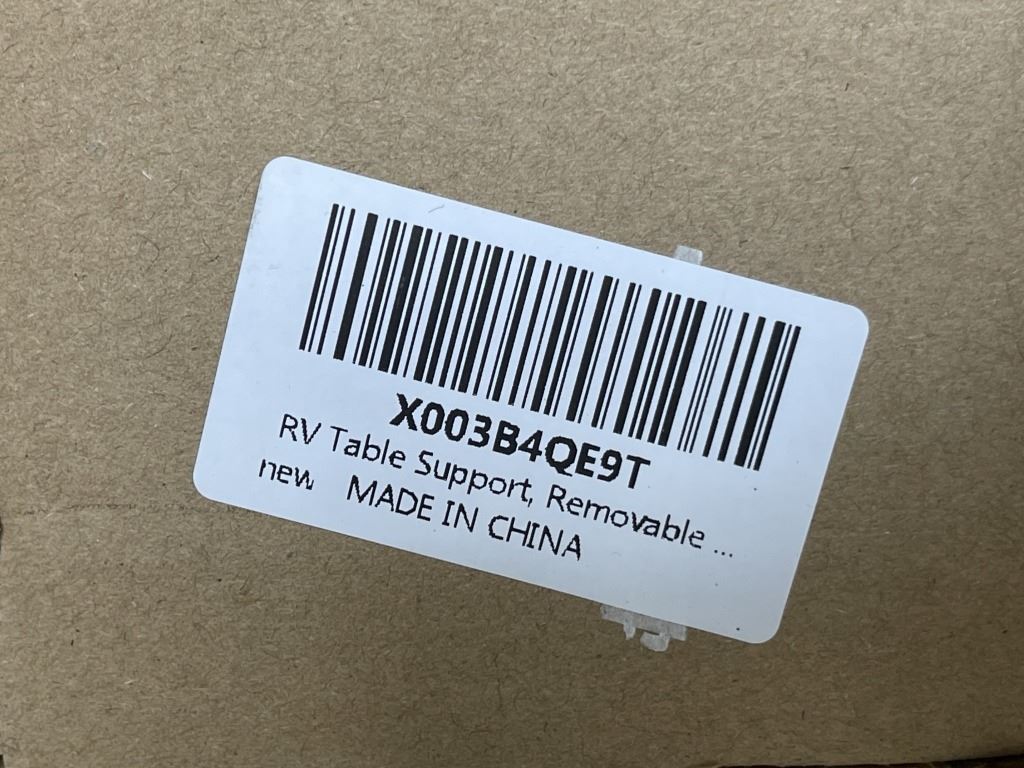 X003B4QE9T
RV Table Support, Removable ...
new MADE IN CHINA